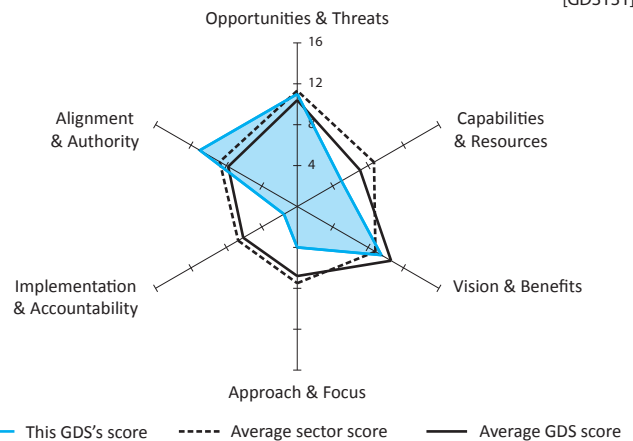 [GDS131]
Opportunities & Threats
16
12
8
4
Alignment
& Authority
Capabilities
& Resources
Implementation
& Accountability
Vision & Benefits
Approach & Focus
This GDS's score
Average sector score
Average GDS score